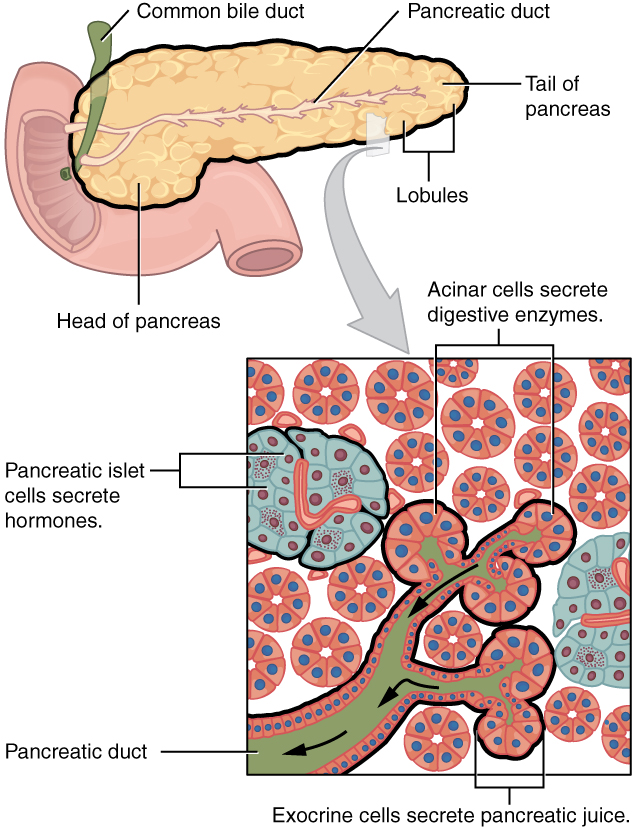 Common bile duct
Pancreatic duct
Tail of
pancreas
Lobules
Head of pancreas
Acinar cells secrete
digestive enzymes.
Pancreatic islet
cells secrete
hormones.
Pancreatic duct
Exocrine cells secrete pancreatic juice.